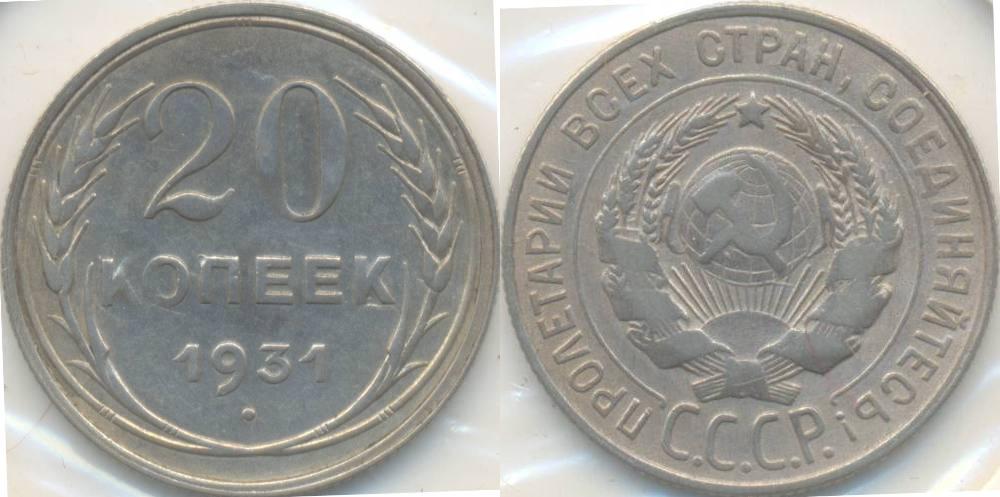 20
КОПЕЕК
1931
ПРОЛЕТАРИИ ВСЕХ СТРАН, СОЕДИНЯЙТЕСЬ!
С.С.С.Р.